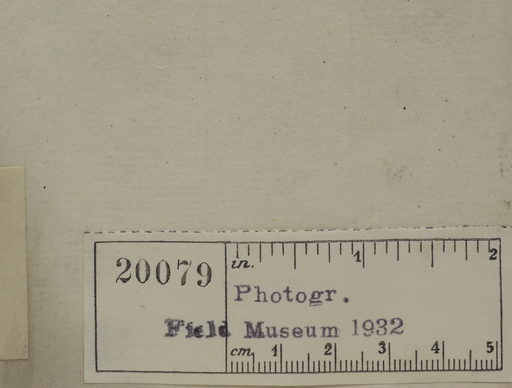 20079
in. 1 2
Photogr.
Field Museum 1932
cm 1 2 3 4 5